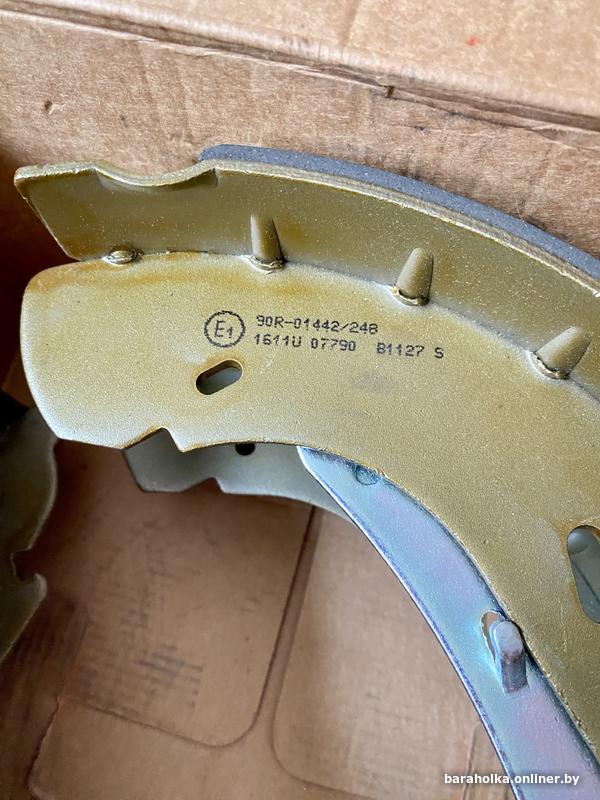 E1 90R-01442/248
1611U 07790 B1127 S
baraholka.onliner.by